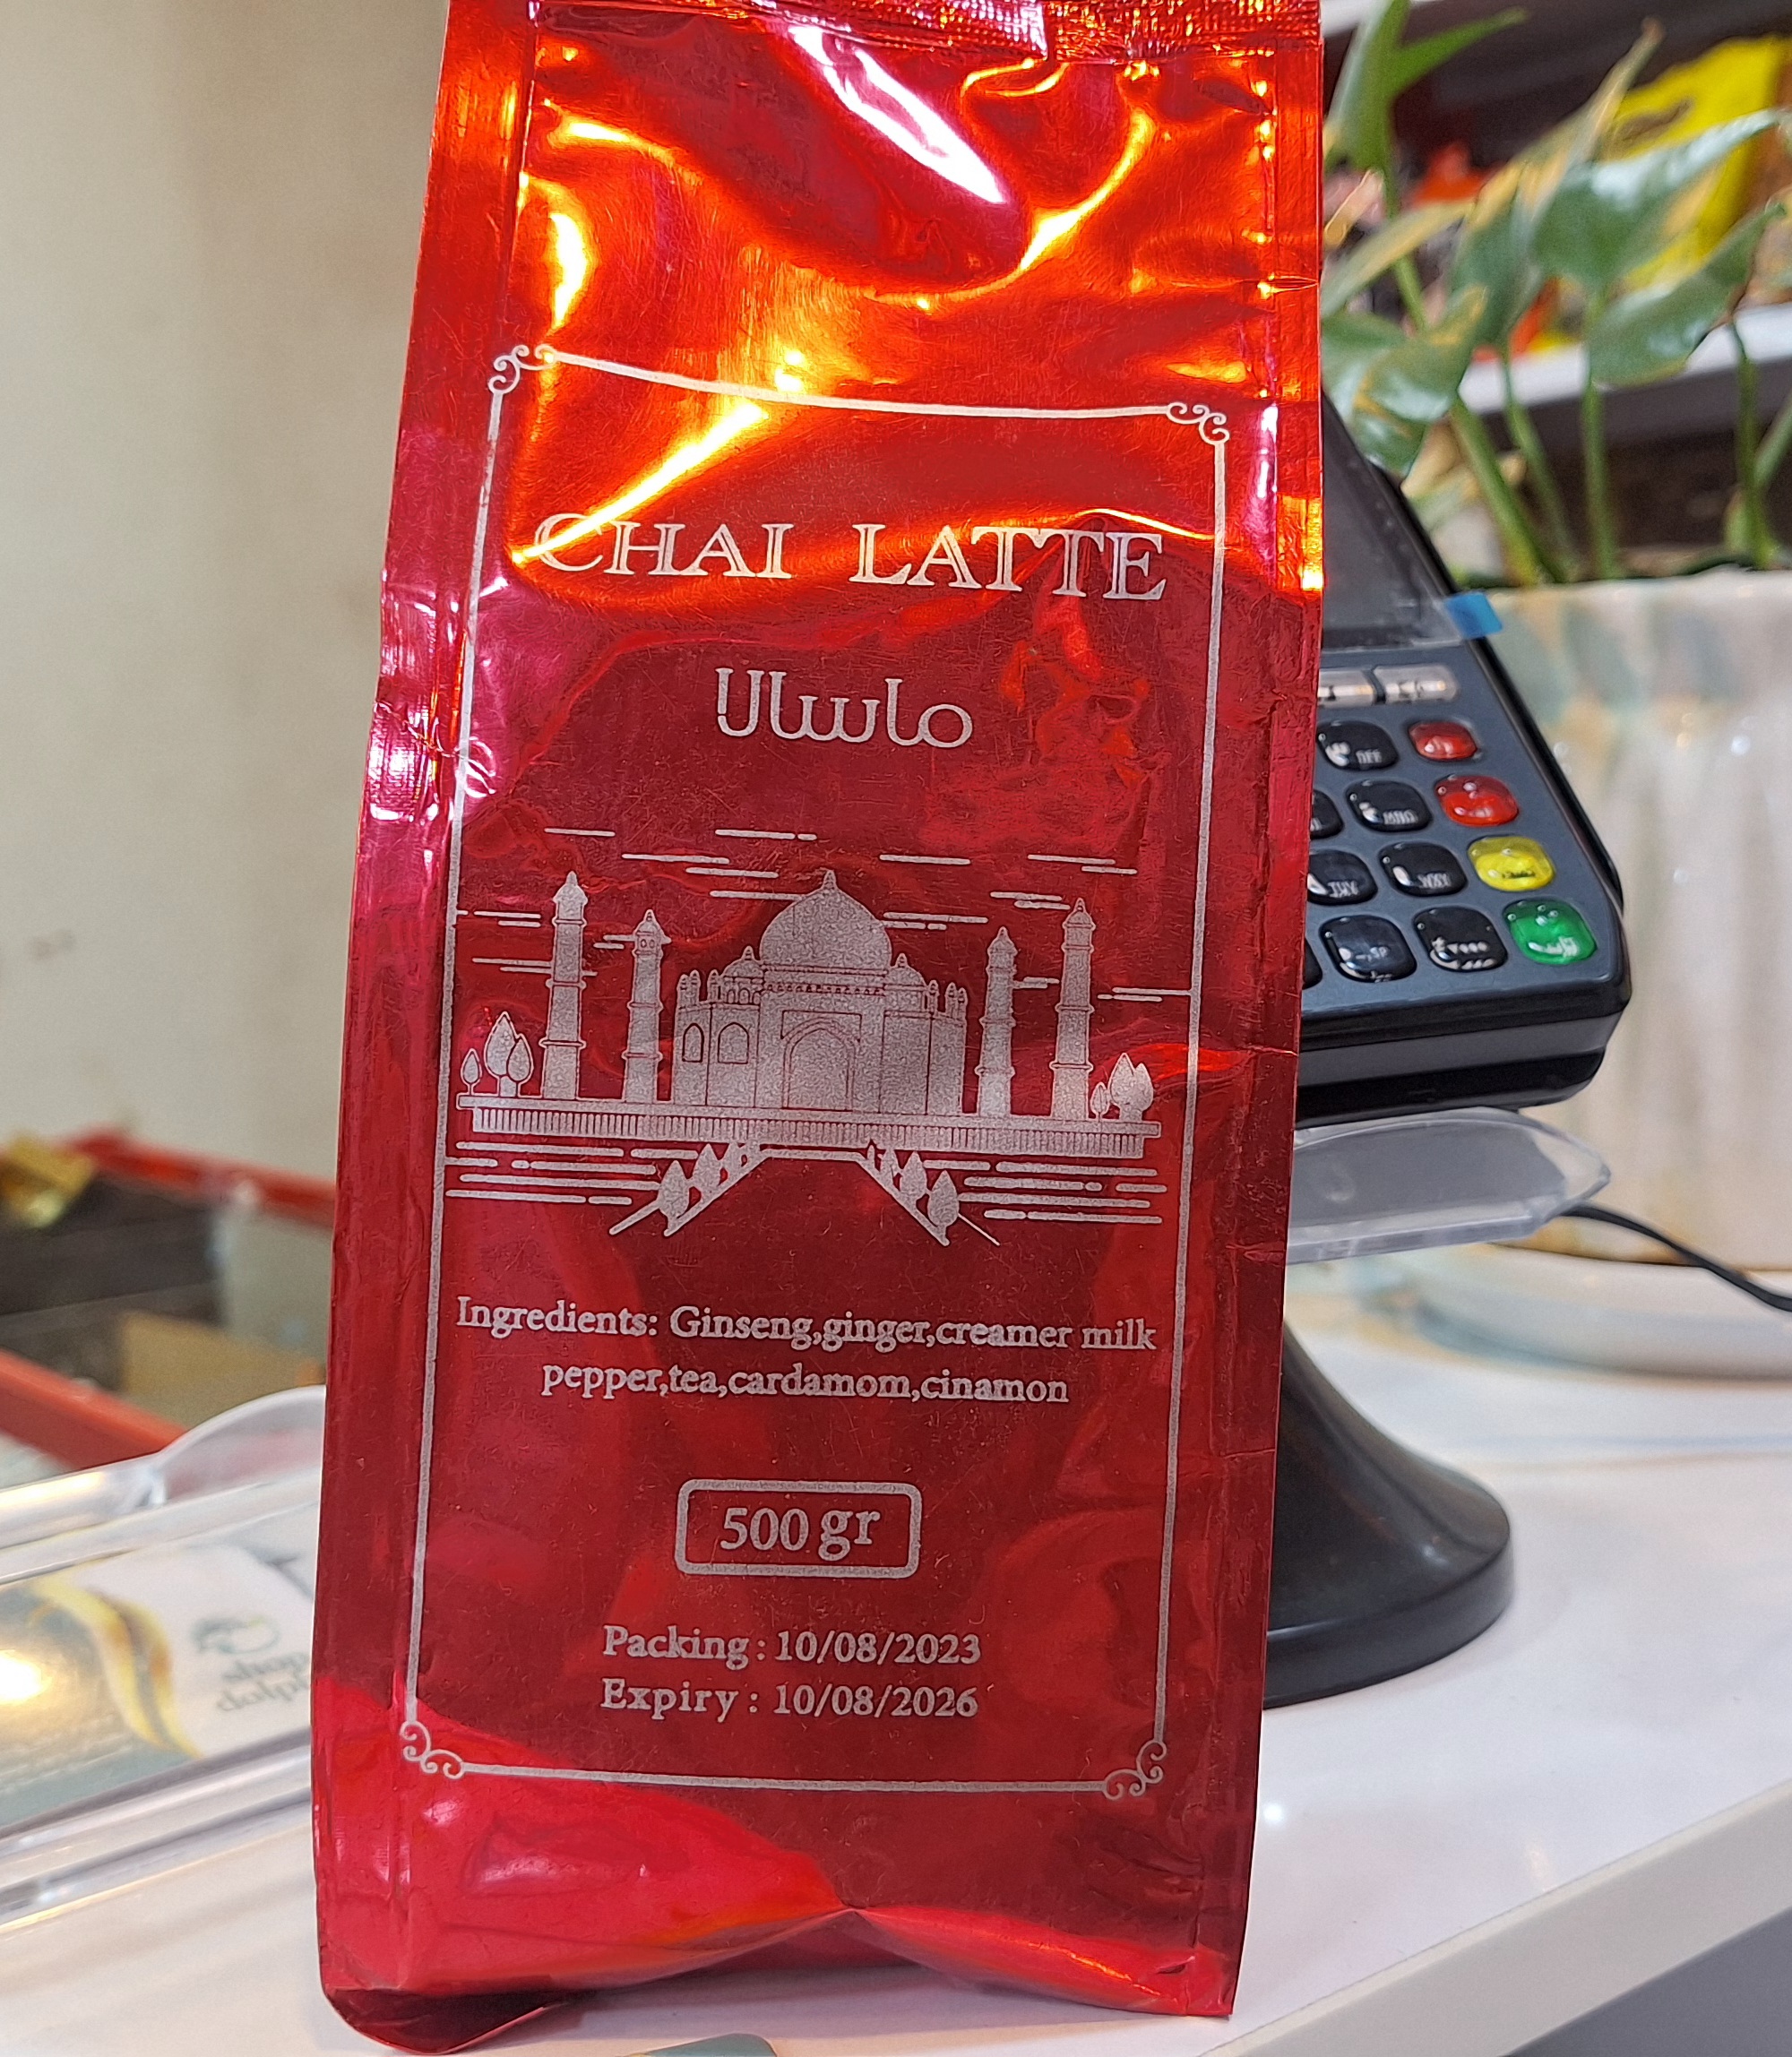 CHAI LATTE
ماسالا
Ingredients: Ginseng,ginger,creamer milk
pepper,tea,cardamom,cinamon
500 gr
Packing : 10/08/2023
Expiry : 10/08/2026